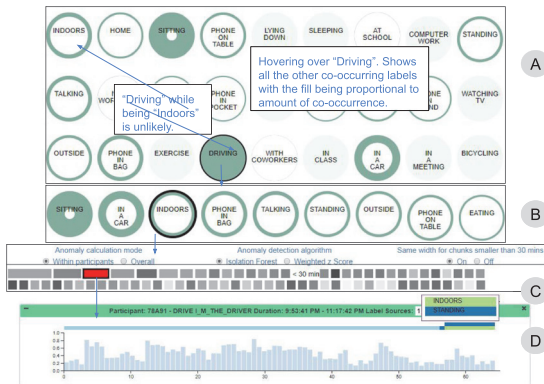 INDOORS
HOME
SITTING
PHONE
ON
TABLE
LYING
DOWN
SLEEPING
AT
SCHOOL
COMPUTER
WORK
STANDING
A
Hovering over “Driving”. Shows
all the other co-occurring labels
with the fill being proportional to
amount of co-occurrence.
TALKING
“Driving” while
being “Indoors”
is unlikely.
PHONE
IN
POCKET
WATCHING
TV
OUTSIDE
PHONE
IN
BAG
EXERCISE
DRIVING
WITH
COWORKERS
IN
CLASS
IN
A
CAR
IN
A
MEETING
BICYCLING
SITTING
IN
A
CAR
INDOORS
PHONE
IN
BAG
TALKING
STANDING
OUTSIDE
PHONE
ON
TABLE
EATING
B
Anomaly calculation mode
Anomaly detection algorithm
Same width for chunks smaller than 30 mins
Within participants
Overall
Isolation Forest
Weighted z Score
On
Off
< 30 min
C
INDOORS
STANDING
- Participant: 78A91 - DRIVE I_M_THE_DRIVER Duration: 9:53:41 PM - 11:17:42 PM Label Sources: 1 x
D
1.0
0.8
0.6
0.4
0.2
0.0
0 10 20 30 40 50 60